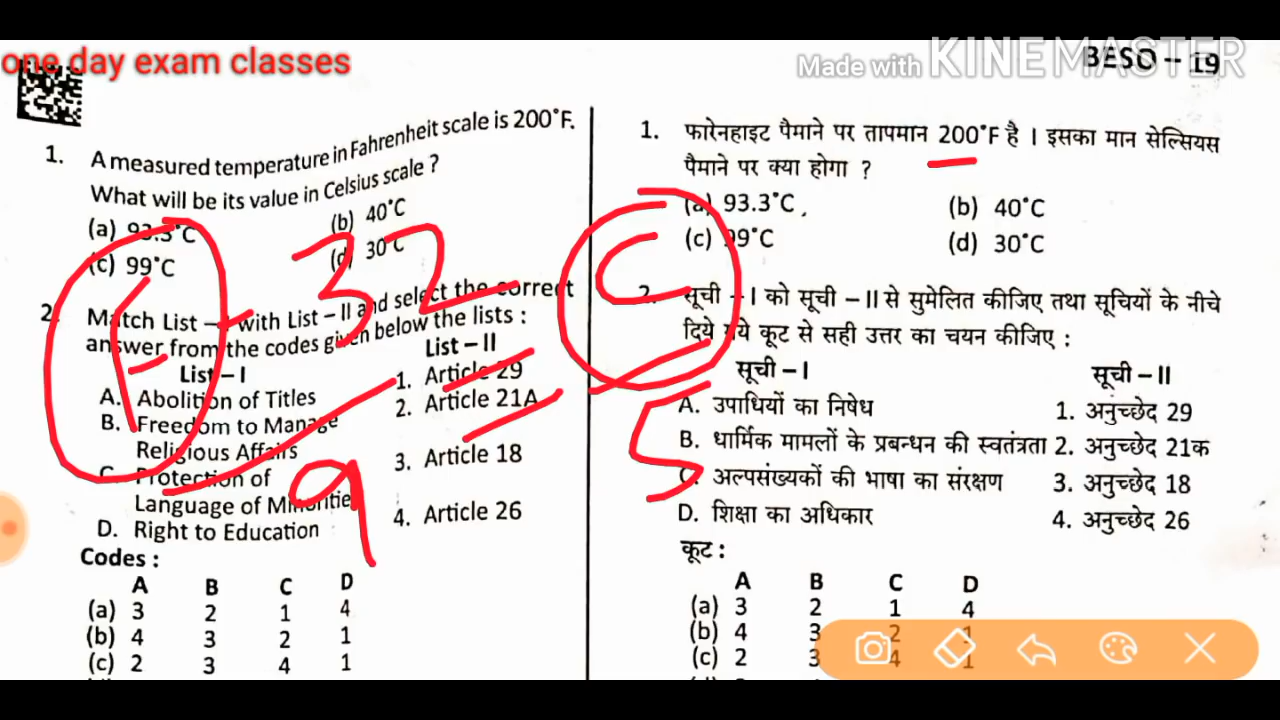 one day exam classes
Made with KINEMASTER
BESO - 19
1. A measured temperature in Fahrenheit scale is 200°F.
What will be its value in Celsius scale ?
(a) 93.3°C (b) 40°C
(c) 99°C (d) 30°C
2. Match List – I with List – II and select the correct
answer from the codes given below the lists :
List – I List – II
A. Abolition of Titles 1. Article 29
B. Freedom to Manage 2. Article 21A
Religious Affairs
C. Protection of 3. Article 18
Language of Minorities
D. Right to Education 4. Article 26
Codes :
A B C D
(a) 3 2 1 4
(b) 4 3 2 1
(c) 2 3 4 1
1. फारेनहाइट पैमाने पर तापमान 200°F है । इसका मान सेल्सियस
पैमाने पर क्या होगा ?
(a) 93.3°C (b) 40°C
(c) 99°C (d) 30°C
2. सूची – I को सूची – II से सुमेलित कीजिए तथा सूचियों के नीचे
दिये गये कूट से सही उत्तर का चयन कीजिए :
सूची – I सूची – II
A. उपाधियों का निषेध 1. अनुच्छेद 29
B. धार्मिक मामलों के प्रबन्धन की स्वतंत्रता 2. अनुच्छेद 21क
C. अल्पसंख्यकों की भाषा का संरक्षण 3. अनुच्छेद 18
D. शिक्षा का अधिकार 4. अनुच्छेद 26
कूट :
A B C D
(a) 3 2 1 4
(b) 4 3 2 1
(c) 2 3 4 1
F - 32 = C
9 5